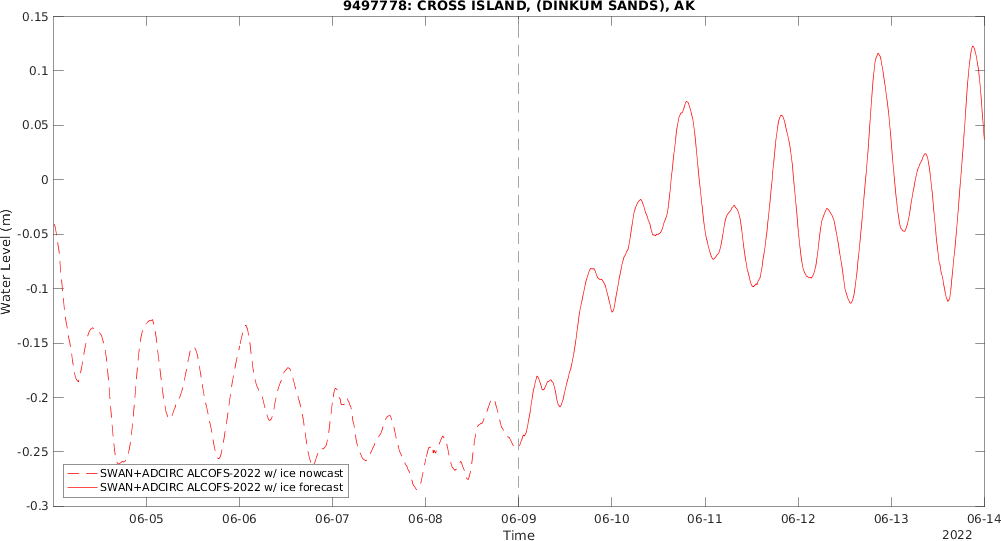 9497778: CROSS ISLAND, (DINKUM SANDS), AK
0.15
0.1
0.05
0
-0.05
-0.1
-0.15
-0.2
-0.25
-0.3
Water Level (m)
SWAN+ADCIRC ALCOFS-2022 w/ ice nowcast
SWAN+ADCIRC ALCOFS-2022 w/ ice forecast
06-05 06-06 06-07 06-08 06-09 06-10 06-11 06-12 06-13 06-14
Time
2022